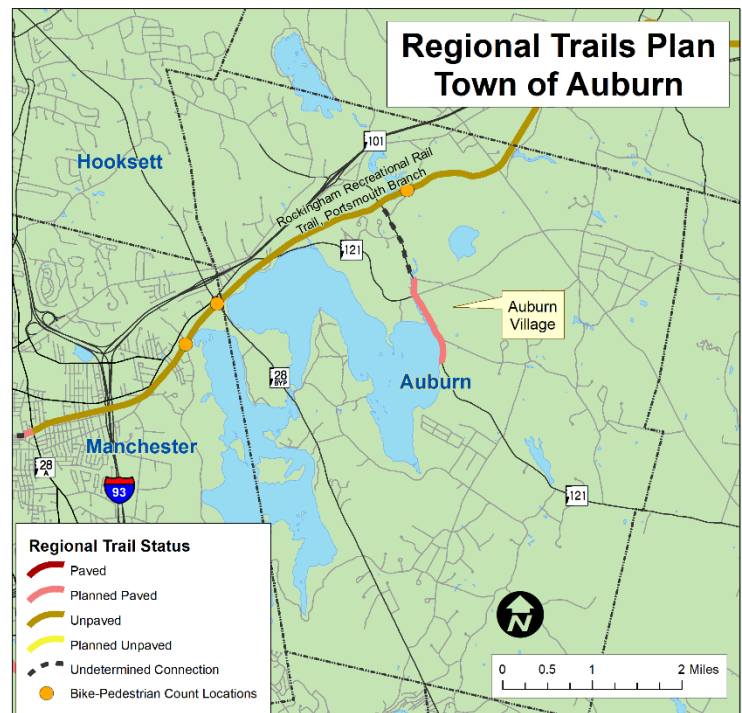 Regional Trails Plan
Town of Auburn
Hooksett
101
Rockingham Recreational Rail
Trail, Portsmouth Branch
121
Auburn
Village
28
BYP
Auburn
Manchester
28
A
93
121
Regional Trail Status
Paved
Planned Paved
Unpaved
Planned Unpaved
Undetermined Connection
Bike-Pedestrian Count Locations
N
0 0.5 1 2 Miles